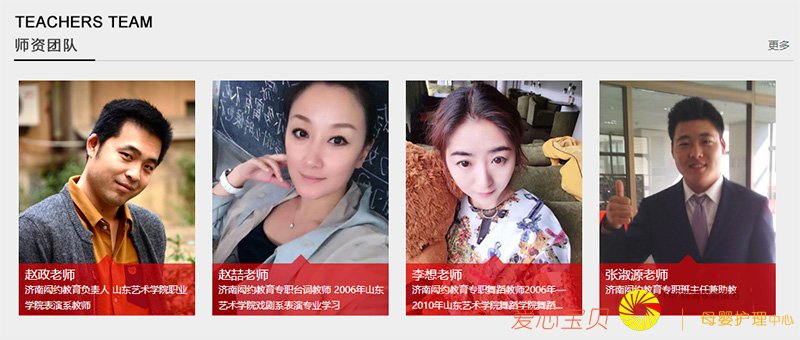 TEACHERS TEAM
师资团队
更多
赵政老师
济南闳约教育负责人 山东艺术学院职业
学院表演系教师
赵喆老师
济南闳约教育专职台词教师 2006年山东
艺术学院戏剧系表演专业学习
李想老师
济南闳约教育专职舞蹈教师2006年—
2010年山东艺术学院舞蹈学院舞蹈...
张淑源老师
济南闳约教育专职班主任兼助教
爱心宝贝 | 母婴护理中心